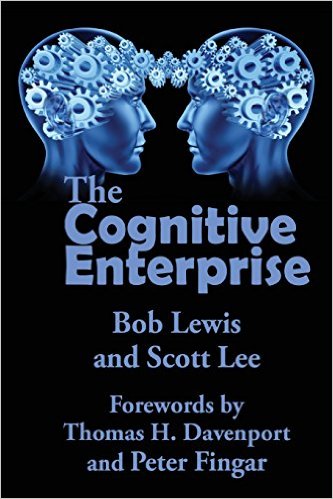 The
Cognitive
Enterprise
Bob Lewis
and Scott Lee
Forewords by
Thomas H. Davenport
and Peter Fingar